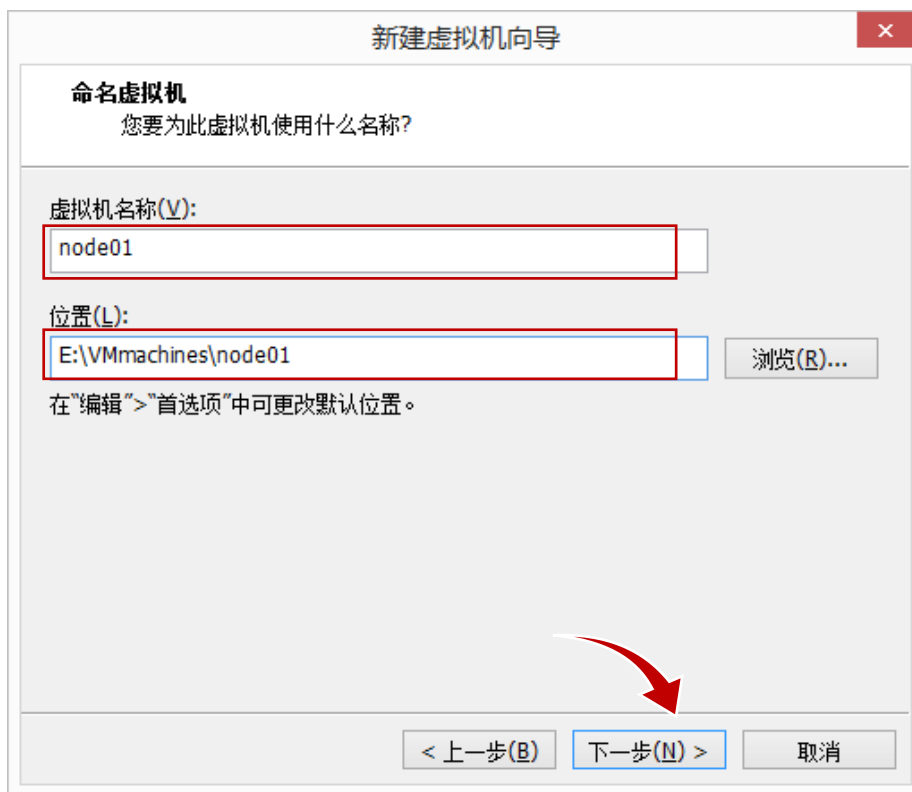 新建虚拟机向导
命名虚拟机
您要为此虚拟机使用什么名称?
虚拟机名称(V):
node01
位置(L):
E:\VMmachines\node01
浏览(R)...
在"编辑">"首选项"中可更改默认位置。
< 上一步(B) 下一步(N) > 取消